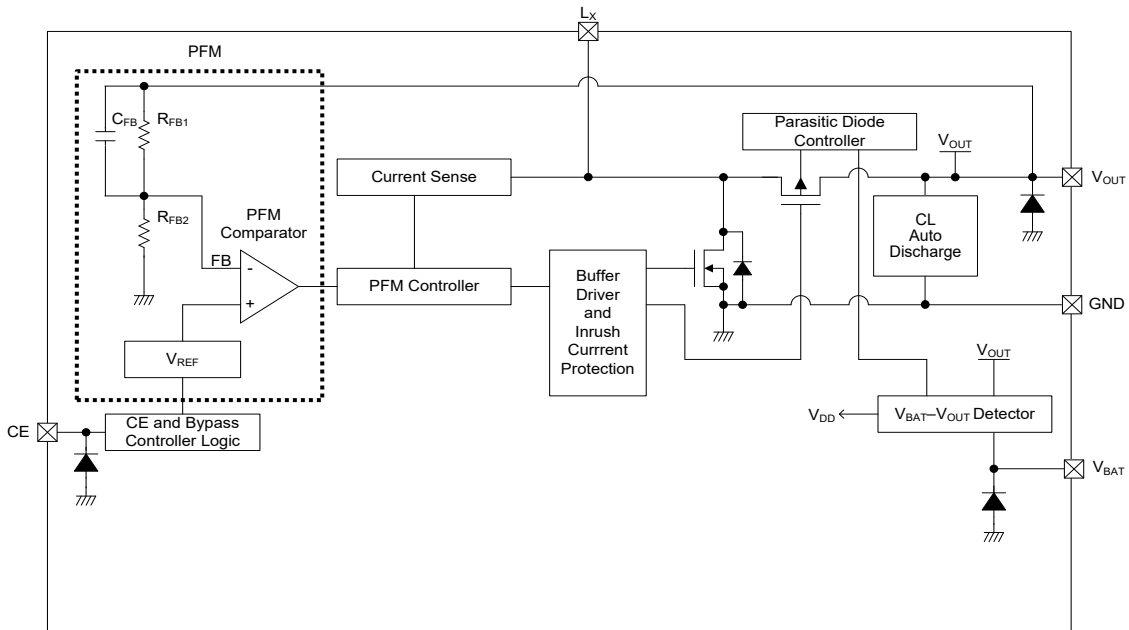 LX
PFM
CFB
RFB1
Parasitic Diode
Controller
VOUT
Current Sense
VOUT
RFB2
PFM
Comparator
CL
Auto
Discharge
FB
-
+
PFM Controller
Buffer
Driver
and
Inrush
Currrent
Protection
GND
VREF
VOUT
CE
CE and Bypass
Controller Logic
VDD
VBAT–VOUT Detector
VBAT